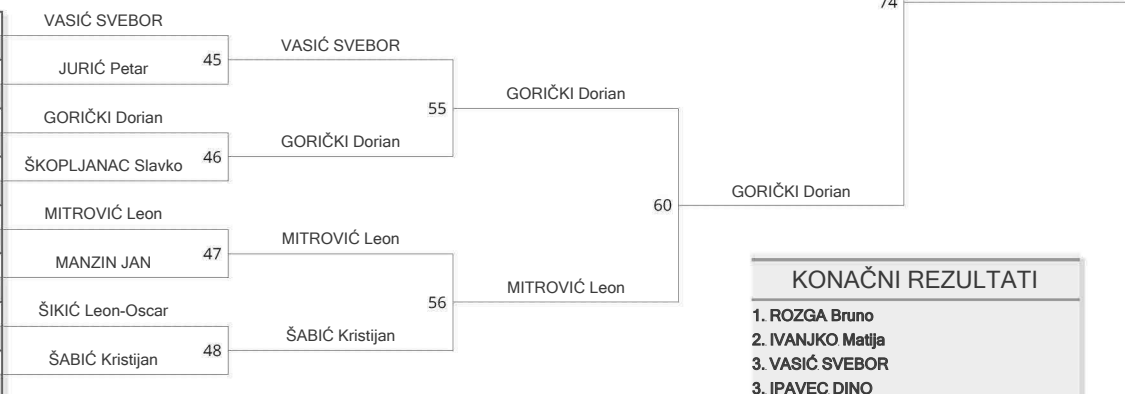 74
VASIĆ SVEBOR
45
JURIĆ Petar
VASIĆ SVEBOR
55
GORIČKI Dorian
GORIČKI Dorian
46
ŠKOPLJANAC Slavko
GORIČKI Dorian
60
GORIČKI Dorian
MITROVIĆ Leon
47
MANZIN JAN
MITROVIĆ Leon
56
MITROVIĆ Leon
ŠIKIĆ Leon-Oscar
48
ŠABIĆ Kristijan
ŠABIĆ Kristijan
KONAČNI REZULTATI
1. ROZGA Bruno
2. IVANJKO Matija
3. VASIĆ SVEBOR
3. IPAVEC DINO